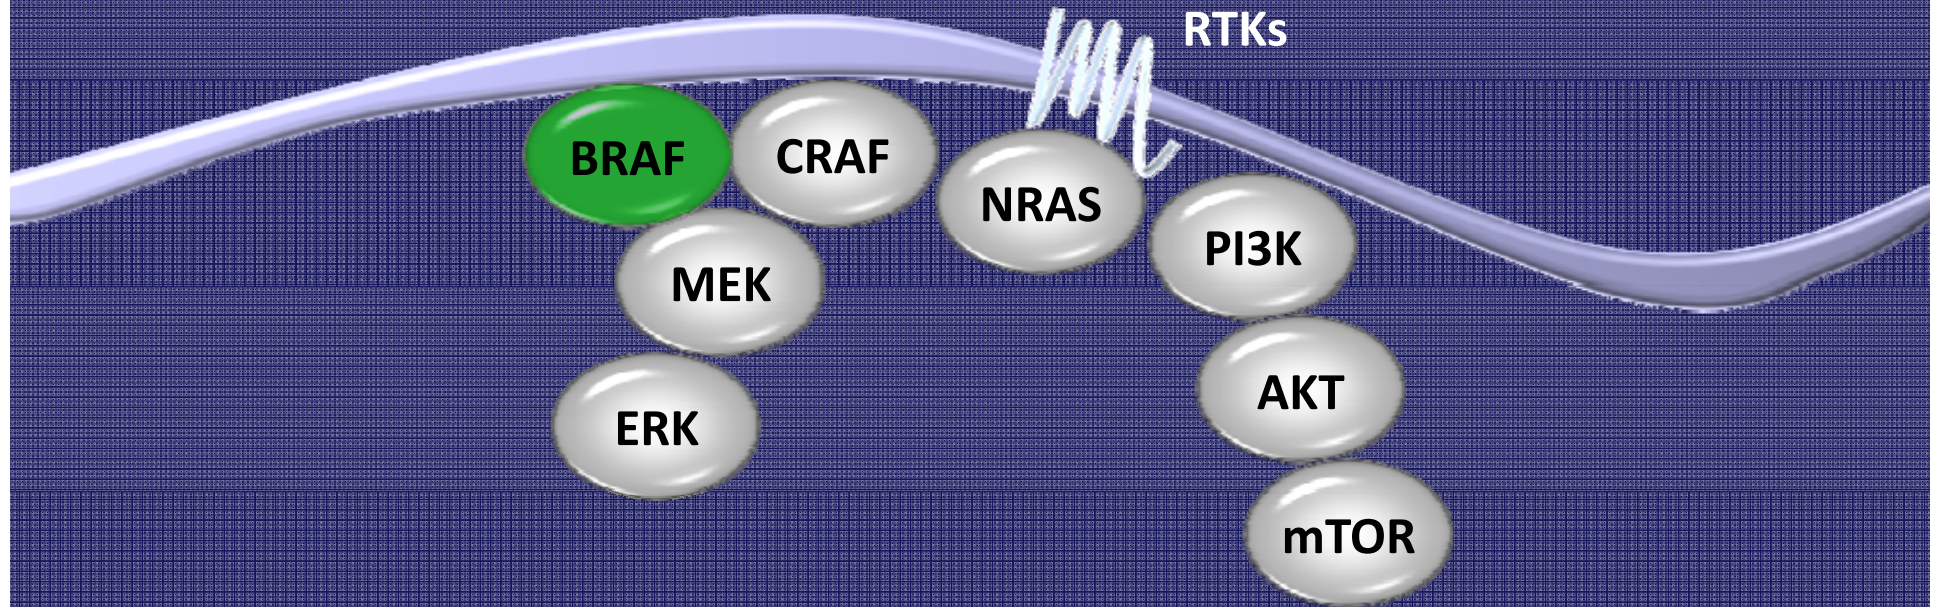 RTKs
BRAF
CRAF
NRAS
PI3K
MEK
AKT
ERK
mTOR